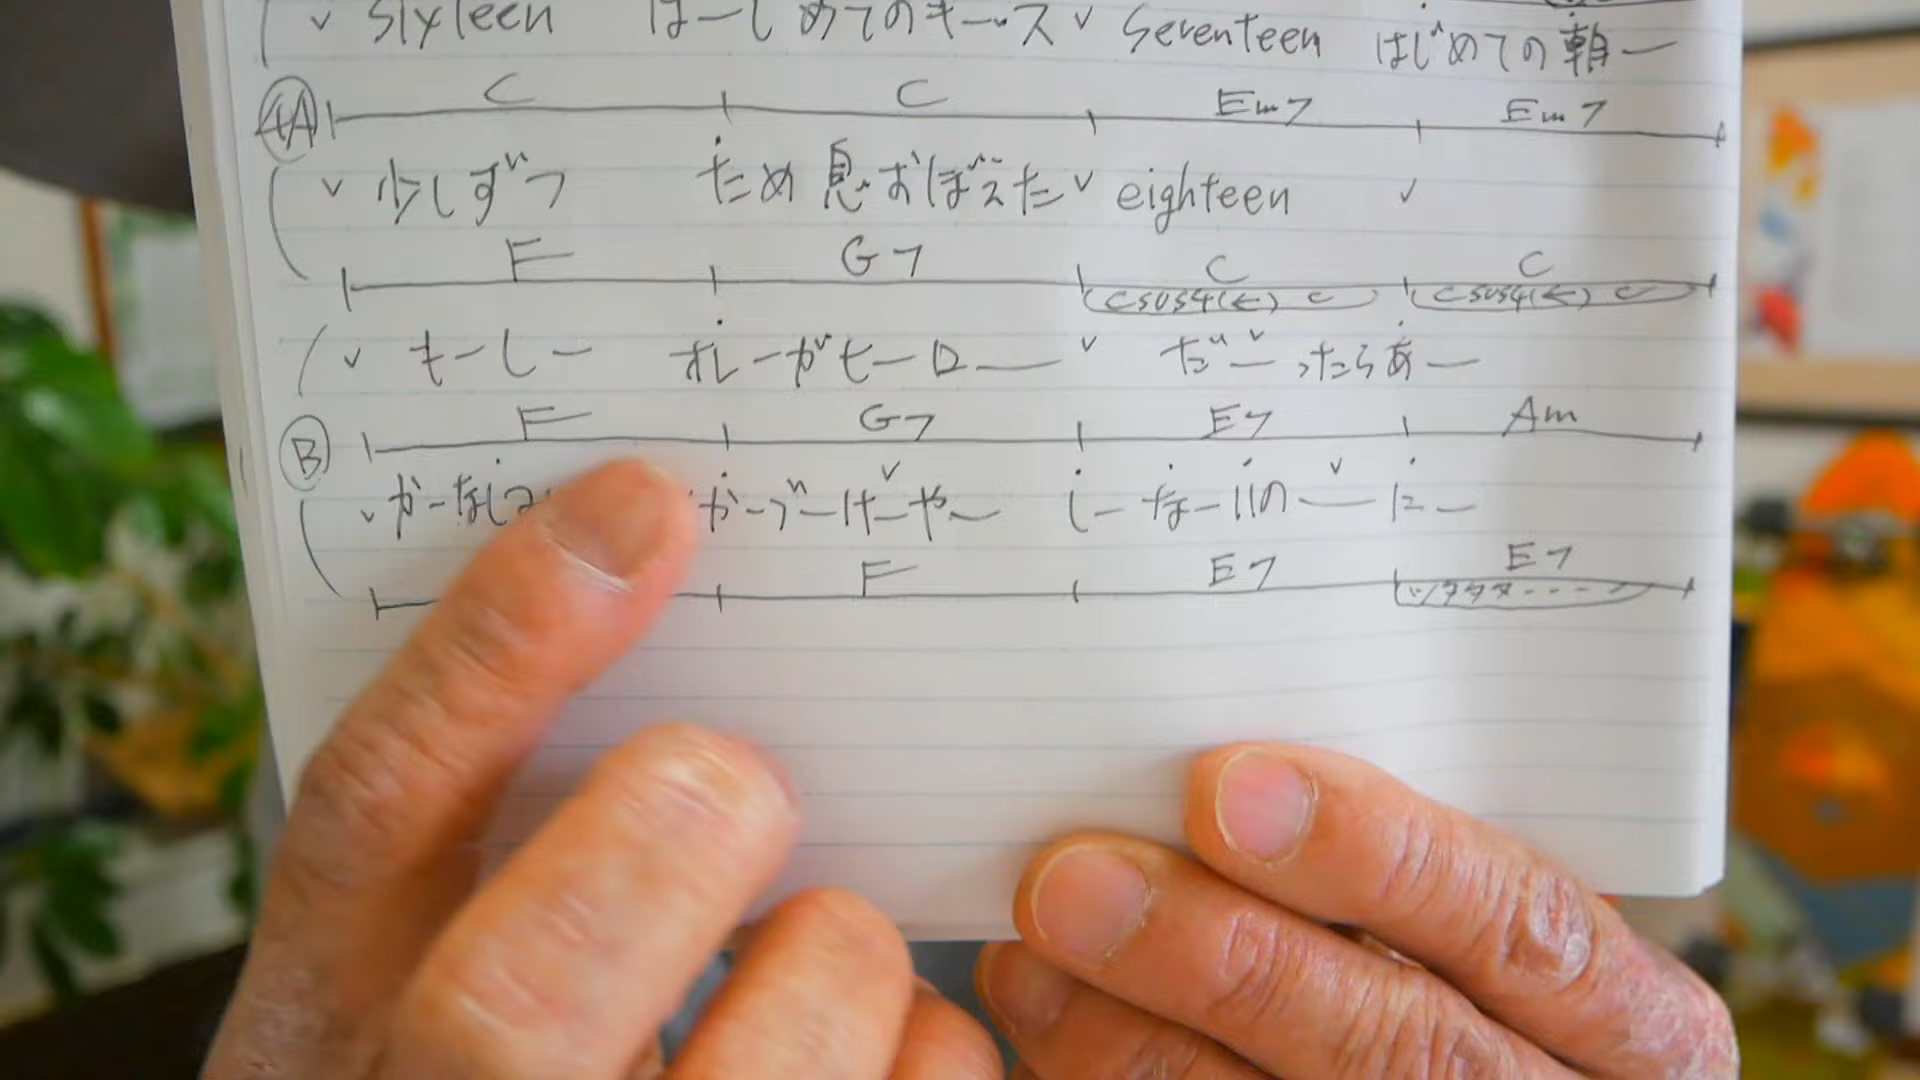 ✓ Sixteen はーじめてのキース ✓ Seventeen はじめての朝ー
4A C C Em7 Em7
✓ 少しずつ ため息おぼえた ✓ eighteen ✓
F G7 C C
Csus4(←) C Csus4(←) C
✓ もーしー オレーがヒーロー ✓ だーったらあー
B F G7 E7 Am
✓ かーなし かーづーけーや しーなーいのーにー
F E7 E7